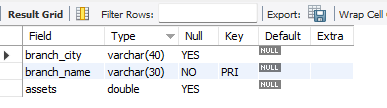 Result Grid Filter Rows: Export: Wrap Cell C
Field Type Null Key Default Extra
branch_city varchar(40) YES NULL
branch_name varchar(30) NO PRI NULL
assets double YES NULL